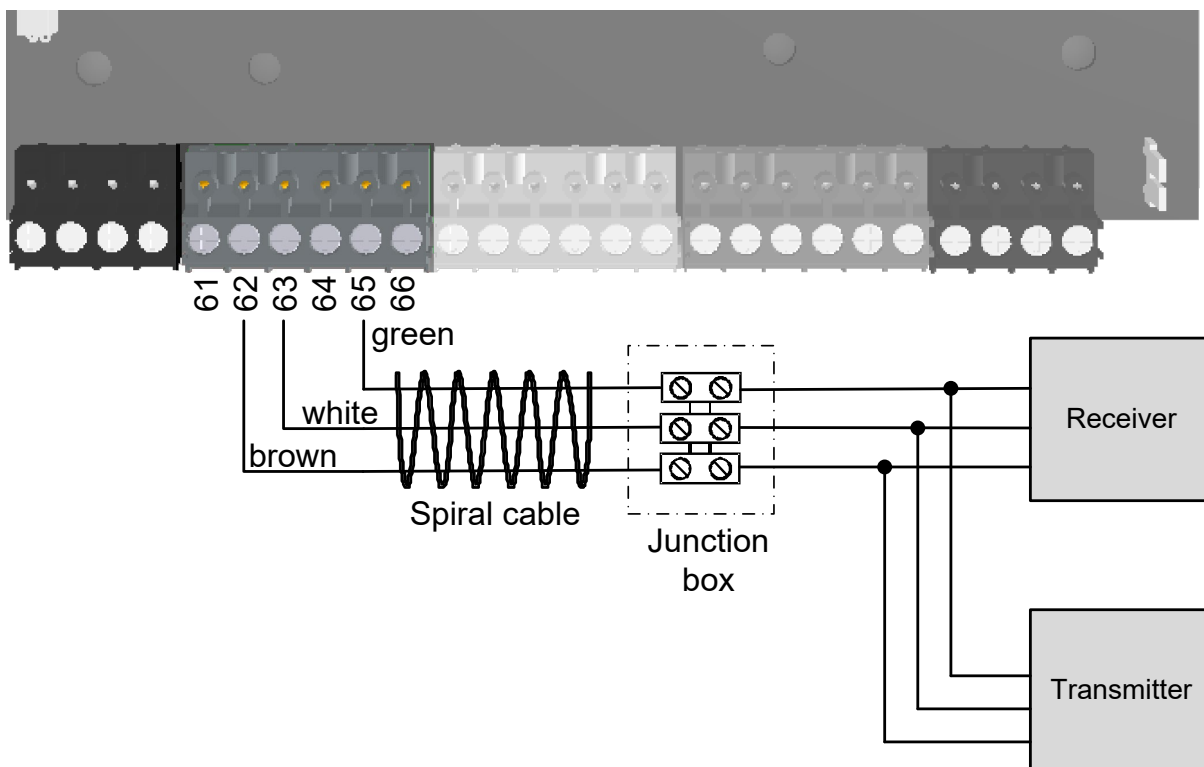 61
62
63
64
65
66
green
white
brown
Spiral cable
Junction
box
Receiver
Transmitter